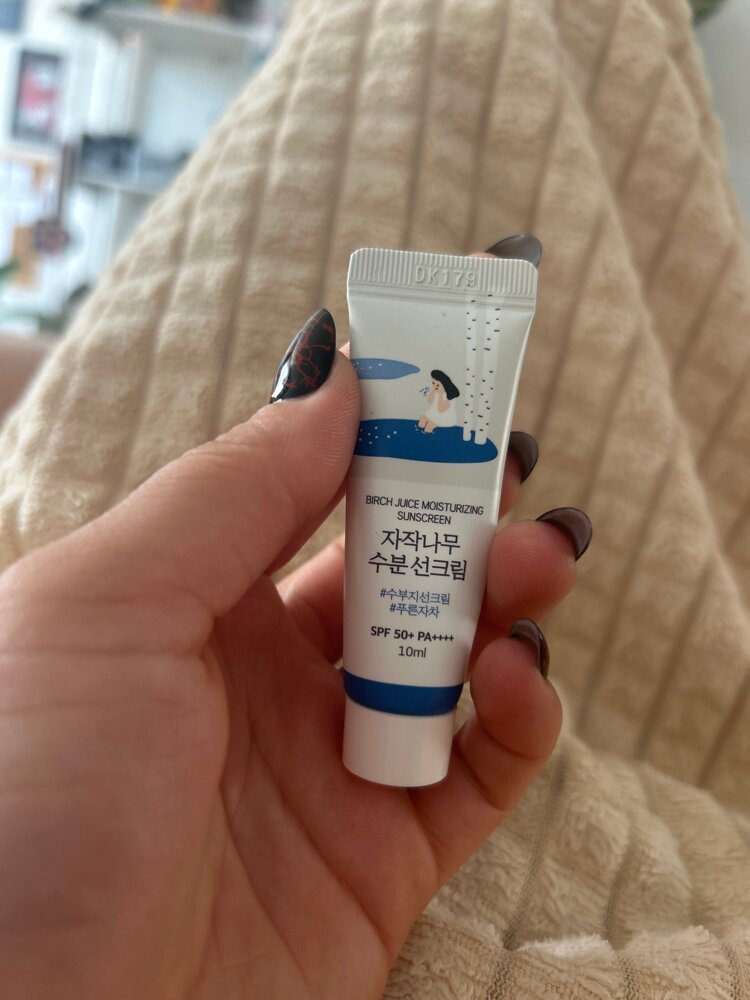 DK179
BIRCH JUICE MOISTURIZING
SUNSCREEN
자작나무
수분 선크림
#수부지선크림
#푸른자차
SPF 50+ PA++++
10ml